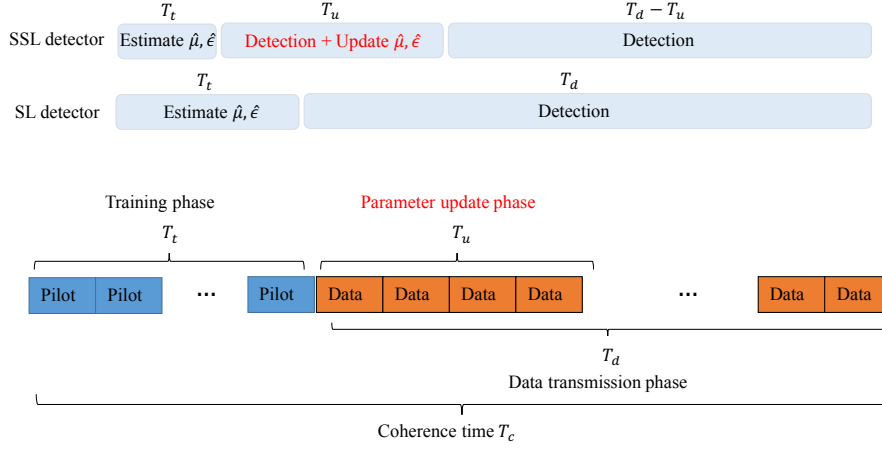 T_t T_u T_d − T_u
SSL detector Estimate μ̂, ε̂ Detection + Update μ̂, ε̂ Detection
T_t T_d
SL detector Estimate μ̂, ε̂ Detection
Training phase Parameter update phase
T_t T_u
Pilot Pilot ... Pilot Data Data Data Data ... Data Data
T_d
Data transmission phase
Coherence time T_c